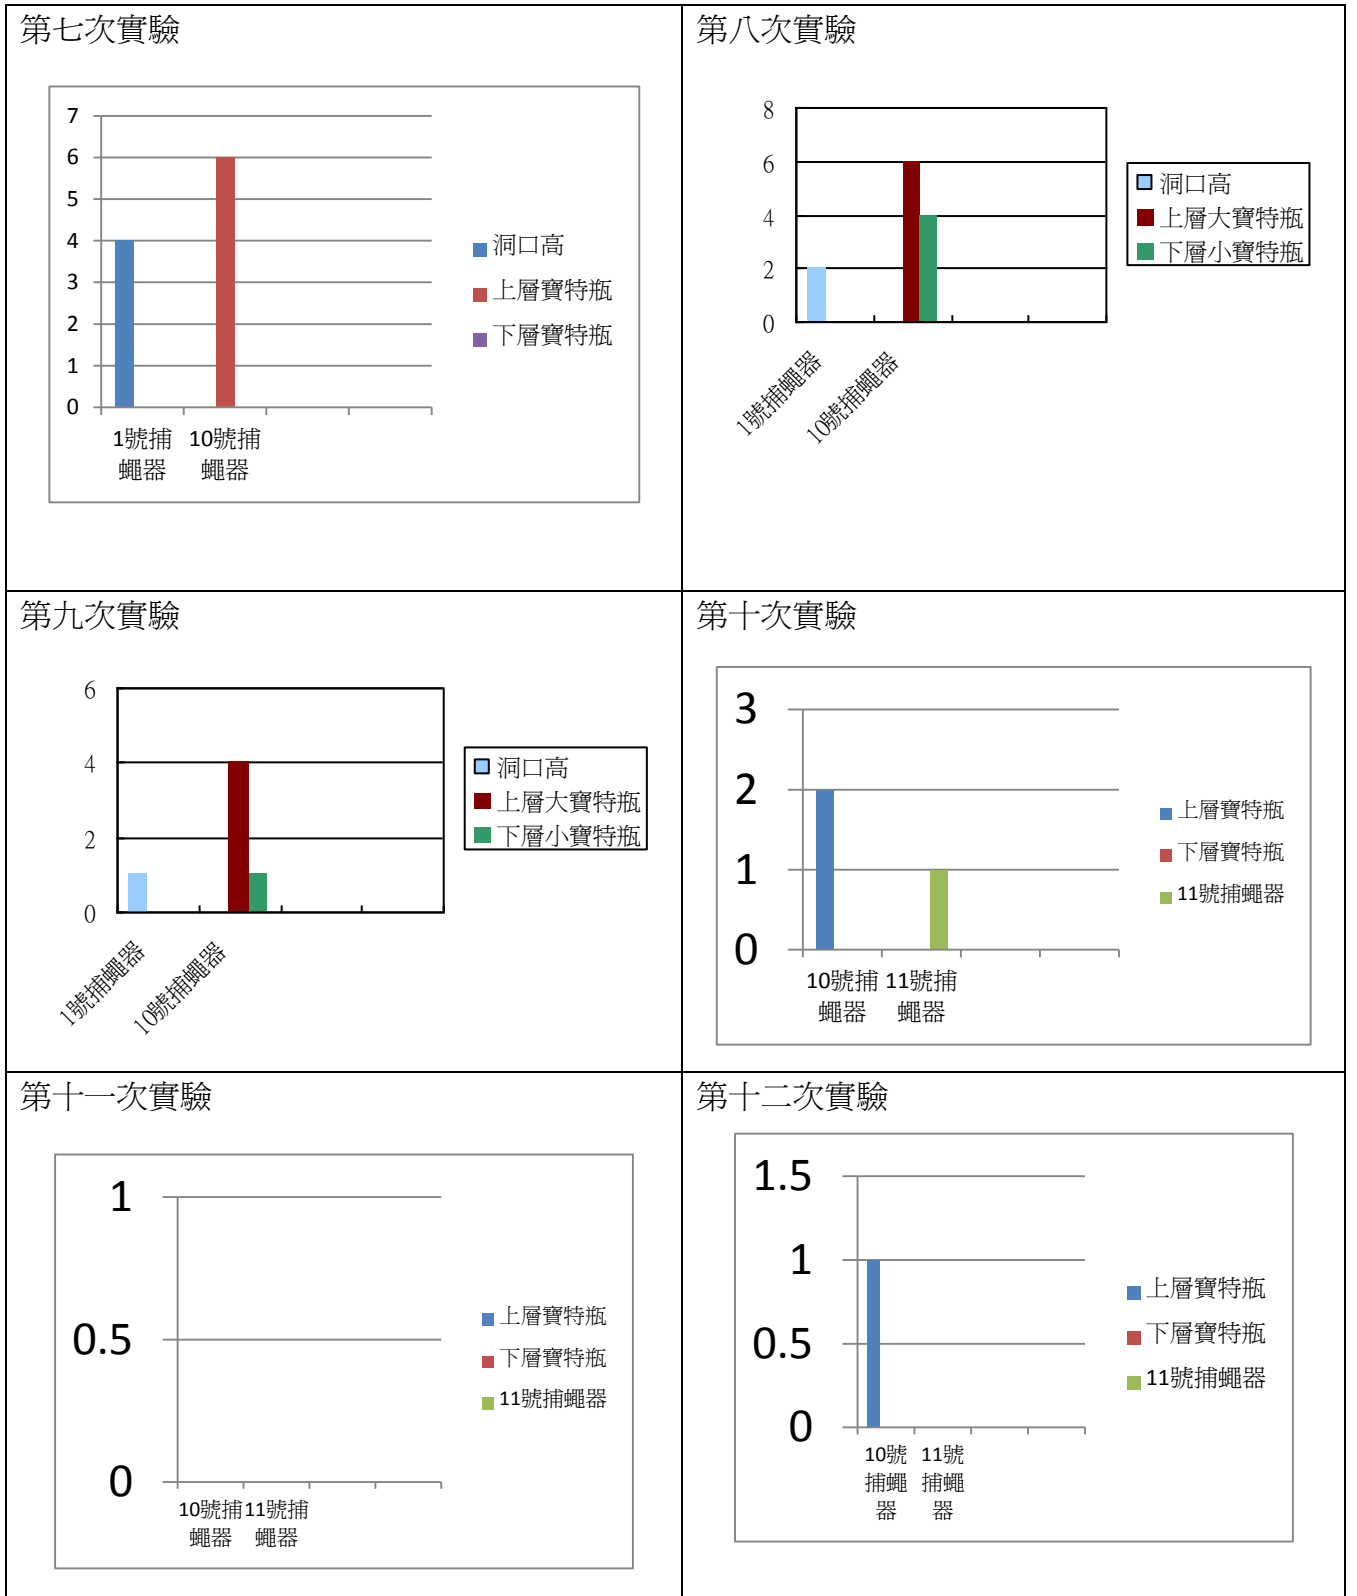 第七次實驗
7
6
5
4
3
2
1
0
1號捕
蠅器
10號捕
蠅器
洞口高
上層寶特瓶
下層寶特瓶
第八次實驗
8
6
4
2
0
1號捕蠅器
10號捕蠅器
洞口高
上層大寶特瓶
下層小寶特瓶
第九次實驗
6
4
2
0
1號捕蠅器
10號捕蠅器
洞口高
上層大寶特瓶
下層小寶特瓶
第十次實驗
3
2
1
0
10號捕
蠅器
11號捕
蠅器
上層寶特瓶
下層寶特瓶
11號捕蠅器
第十一次實驗
1
0.5
0
10號捕
蠅器
11號捕
蠅器
上層寶特瓶
下層寶特瓶
11號捕蠅器
第十二次實驗
1.5
1
0.5
0
10號
捕蠅
器
11號
捕蠅
器
上層寶特瓶
下層寶特瓶
11號捕蠅器